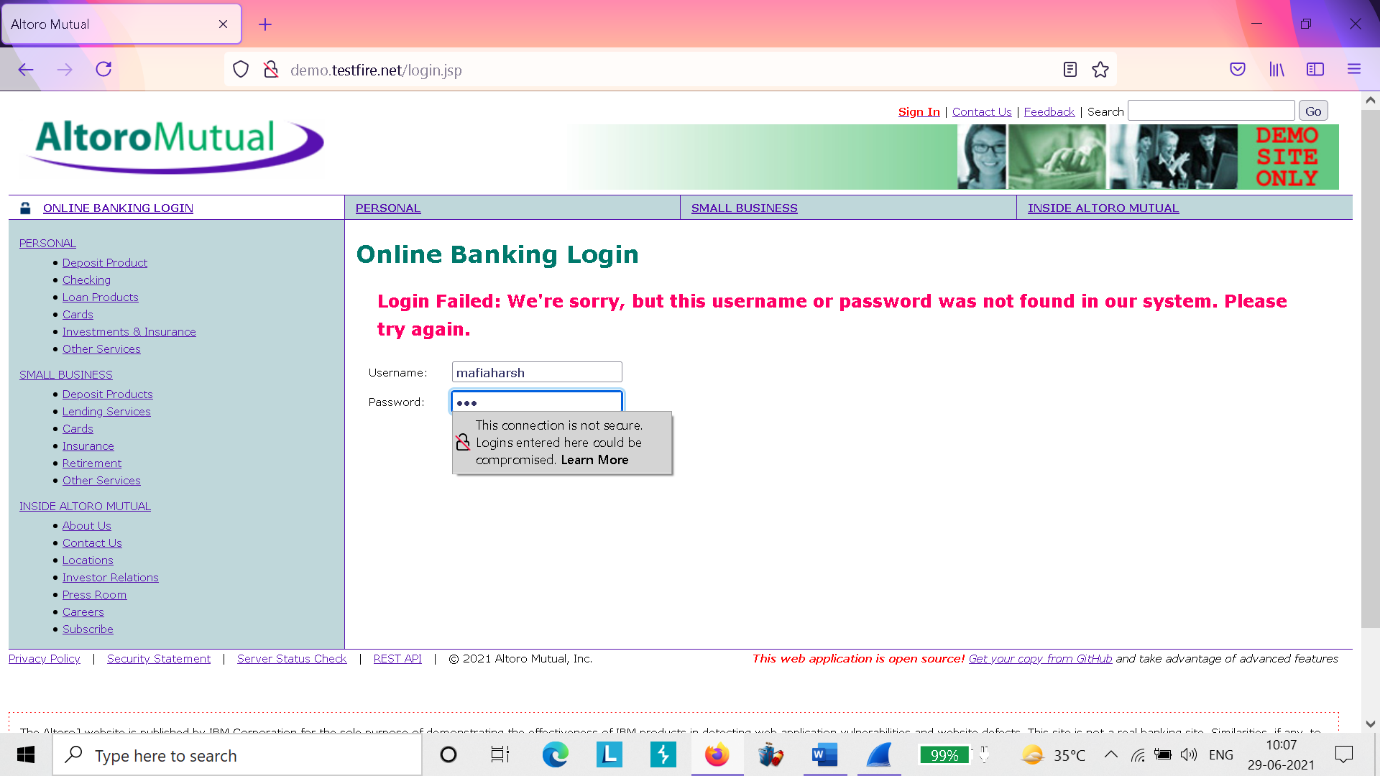 Altoro Mutual
demo.testfire.net/login.jsp
Sign In | Contact Us | Feedback | Search Go
AltoroMutual
DEMO
SITE
ONLY
ONLINE BANKING LOGIN
PERSONAL
SMALL BUSINESS
INSIDE ALTORO MUTUAL
PERSONAL
Deposit Product
Checking
Loan Products
Cards
Investments & Insurance
Other Services
SMALL BUSINESS
Deposit Products
Lending Services
Cards
Insurance
Retirement
Other Services
INSIDE ALTORO MUTUAL
About Us
Contact Us
Locations
Investor Relations
Press Room
Careers
Subscribe
Online Banking Login
Login Failed: We're sorry, but this username or password was not found in our system. Please
try again.
Username: mafiaharsh
Password: •••
This connection is not secure.
Logins entered here could be
compromised. Learn More
Privacy Policy | Security Statement | Server Status Check | REST API | © 2021 Altoro Mutual, Inc.
This web application is open source! Get your copy from GitHub and take advantage of advanced features
The AltoroJ website is published by IBM Corporation for the sole purpose of demonstrating the effectiveness of IBM products in detecting web application vulnerabilities and website defects. This site is not a real banking site. Similarities, if any, to
Type here to search
L
W
99%
35°C
ENG
10:07
29-06-2021